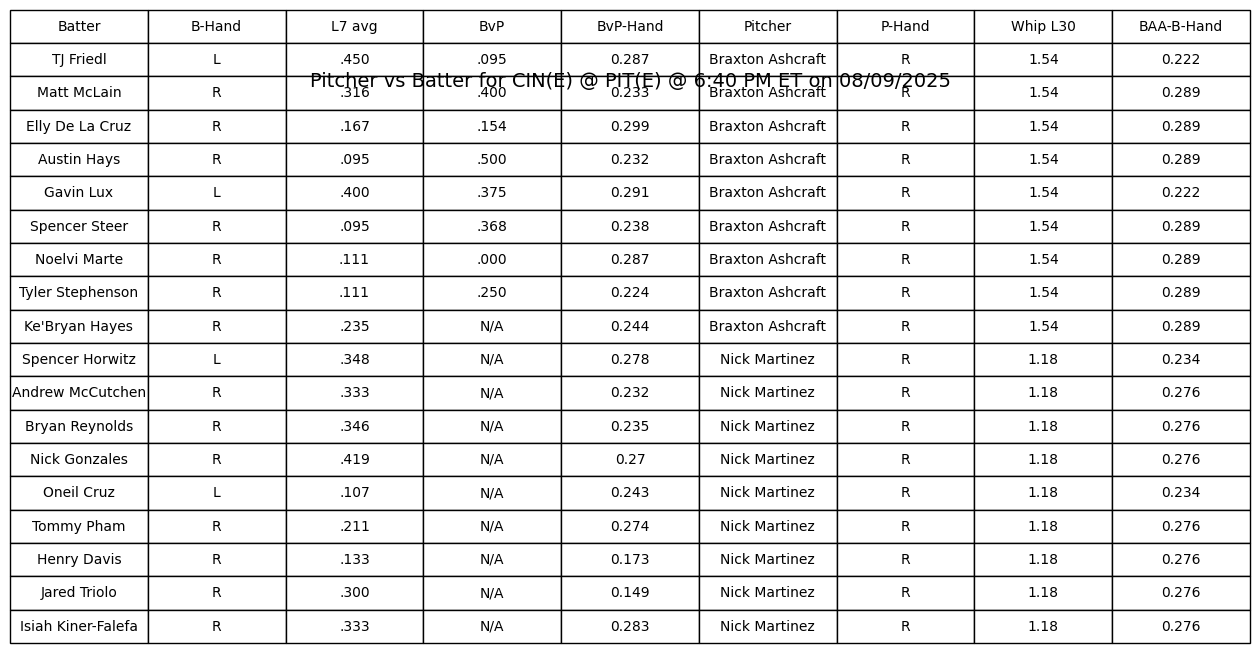 Batter B-Hand L7 avg BvP BvP-Hand Pitcher P-Hand Whip L30 BAA-B-Hand
TJ Friedl L .450 .095 0.287 Braxton Ashcraft R 1.54 0.222
Pitcher vs Batter for CIN(E) @ PIT(E) @ 6:40 PM ET on 08/09/2025
Matt McLain R .316 .400 0.233 Braxton Ashcraft R 1.54 0.289
Elly De La Cruz R .167 .154 0.299 Braxton Ashcraft R 1.54 0.289
Austin Hays R .095 .500 0.232 Braxton Ashcraft R 1.54 0.289
Gavin Lux L .400 .375 0.291 Braxton Ashcraft R 1.54 0.222
Spencer Steer R .095 .368 0.238 Braxton Ashcraft R 1.54 0.289
Noelvi Marte R .111 .000 0.287 Braxton Ashcraft R 1.54 0.289
Tyler Stephenson R .111 .250 0.224 Braxton Ashcraft R 1.54 0.289
Ke'Bryan Hayes R .235 N/A 0.244 Braxton Ashcraft R 1.54 0.289
Spencer Horwitz L .348 N/A 0.278 Nick Martinez R 1.18 0.234
Andrew McCutchen R .333 N/A 0.232 Nick Martinez R 1.18 0.276
Bryan Reynolds R .346 N/A 0.235 Nick Martinez R 1.18 0.276
Nick Gonzales R .419 N/A 0.27 Nick Martinez R 1.18 0.276
Oneil Cruz L .107 N/A 0.243 Nick Martinez R 1.18 0.234
Tommy Pham R .211 N/A 0.274 Nick Martinez R 1.18 0.276
Henry Davis R .133 N/A 0.173 Nick Martinez R 1.18 0.276
Jared Triolo R .300 N/A 0.149 Nick Martinez R 1.18 0.276
Isiah Kiner-Falefa R .333 N/A 0.283 Nick Martinez R 1.18 0.276